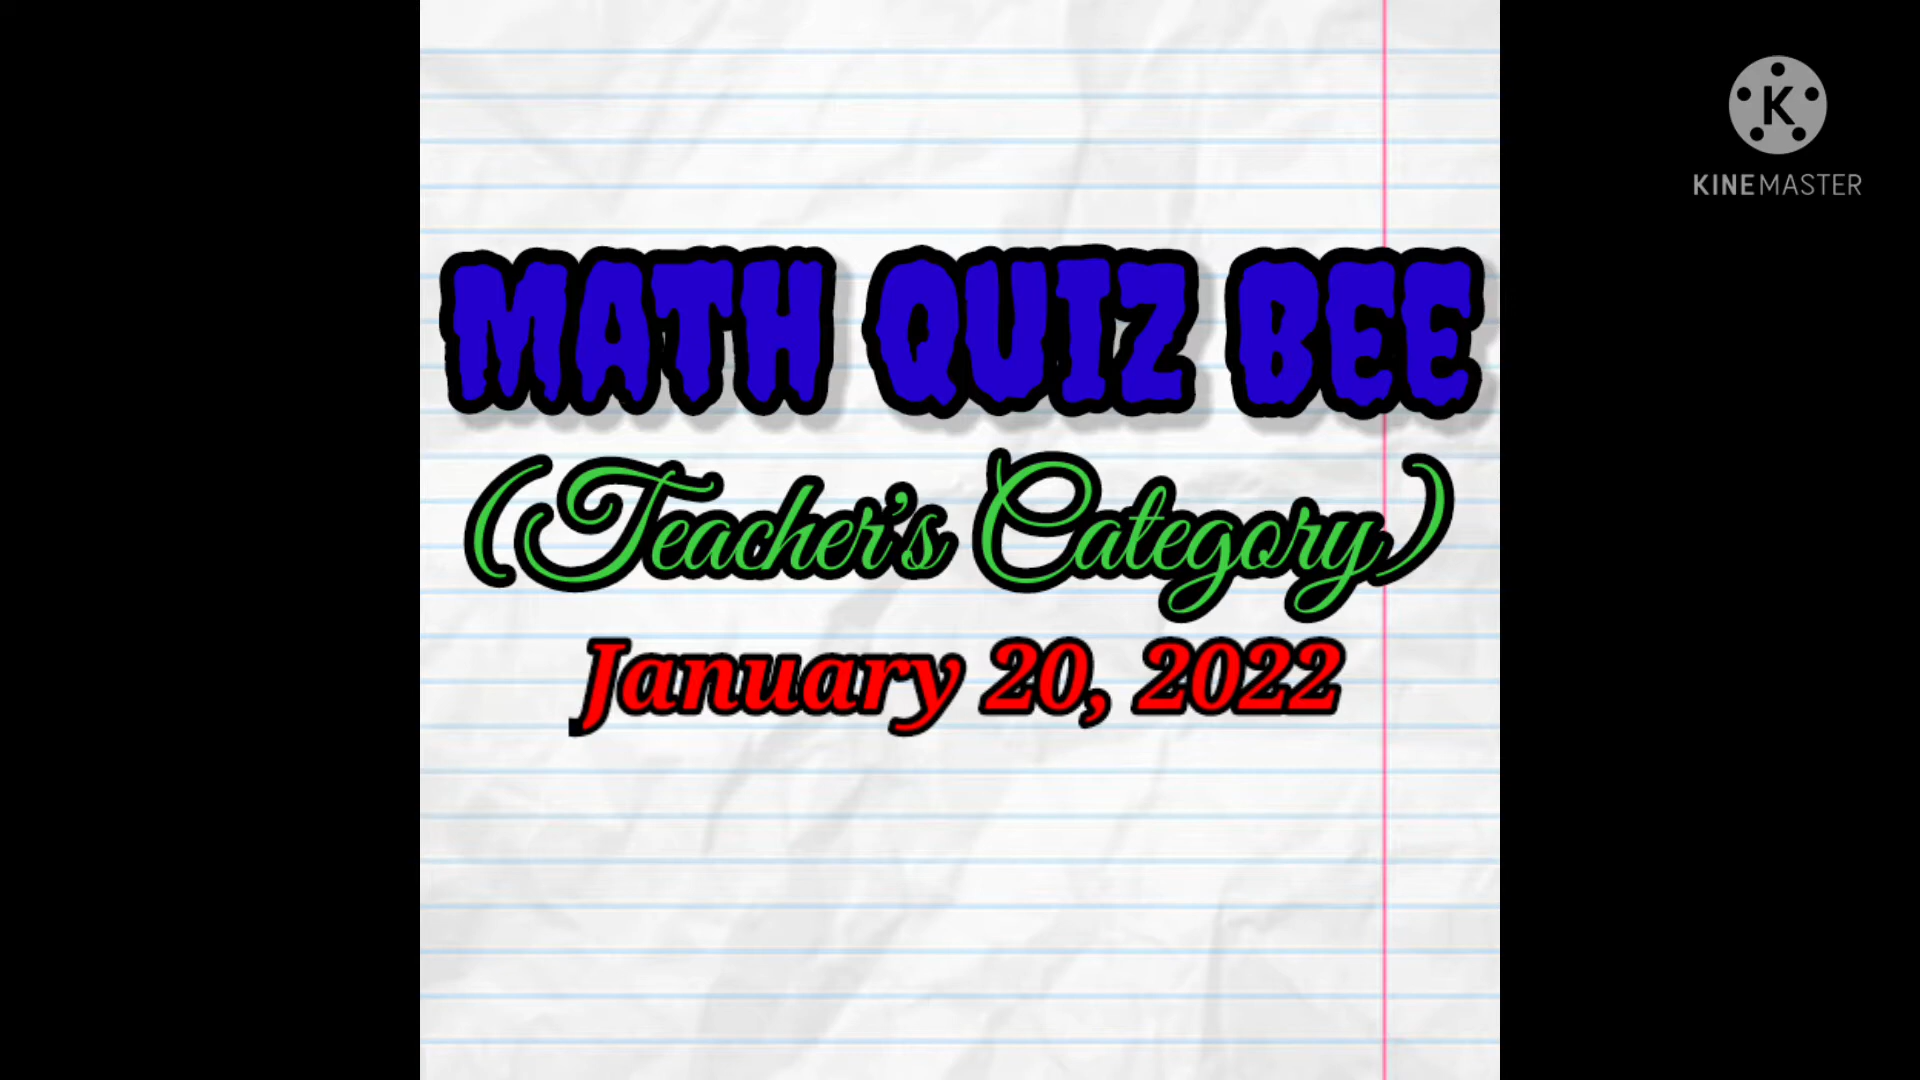 MATH QUIZ BEE
(Teacher's Category)
January 20, 2022
K
KINEMASTER